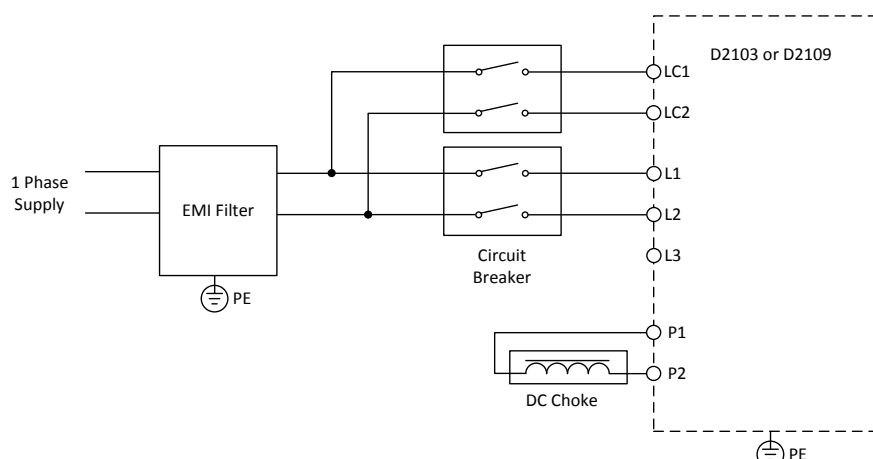 D2103 or D2109
LC1
LC2
L1
1 Phase
Supply
EMI Filter
L2
Circuit
Breaker
L3
PE
P1
P2
DC Choke
PE